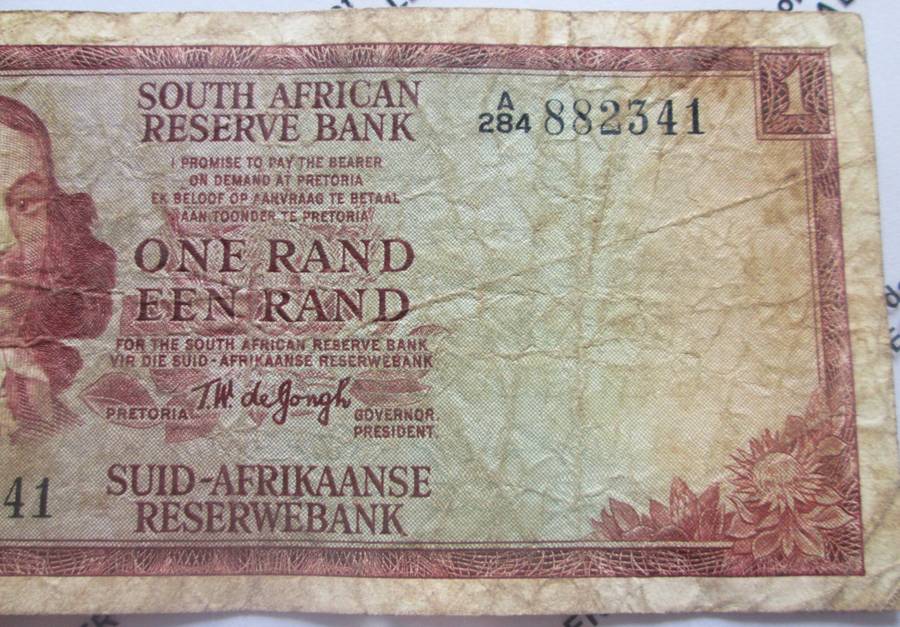 SOUTH AFRICAN
RESERVE BANK
A
284 882341
1
I PROMISE TO PAY THE BEARER
ON DEMAND AT PRETORIA
EK BELOOF OP AANVRAAG TE BETAAL
AAN TOONDER TE PRETORIA
ONE RAND
EEN RAND
FOR THE SOUTH AFRICAN RESERVE BANK
VIR DIE SUID-AFRIKAANSE RESERWEBANK
T.W. de Jongh
PRETORIA GOVERNOR.
PRESIDENT.
41
SUID-AFRIKAANSE
RESERWEBANK